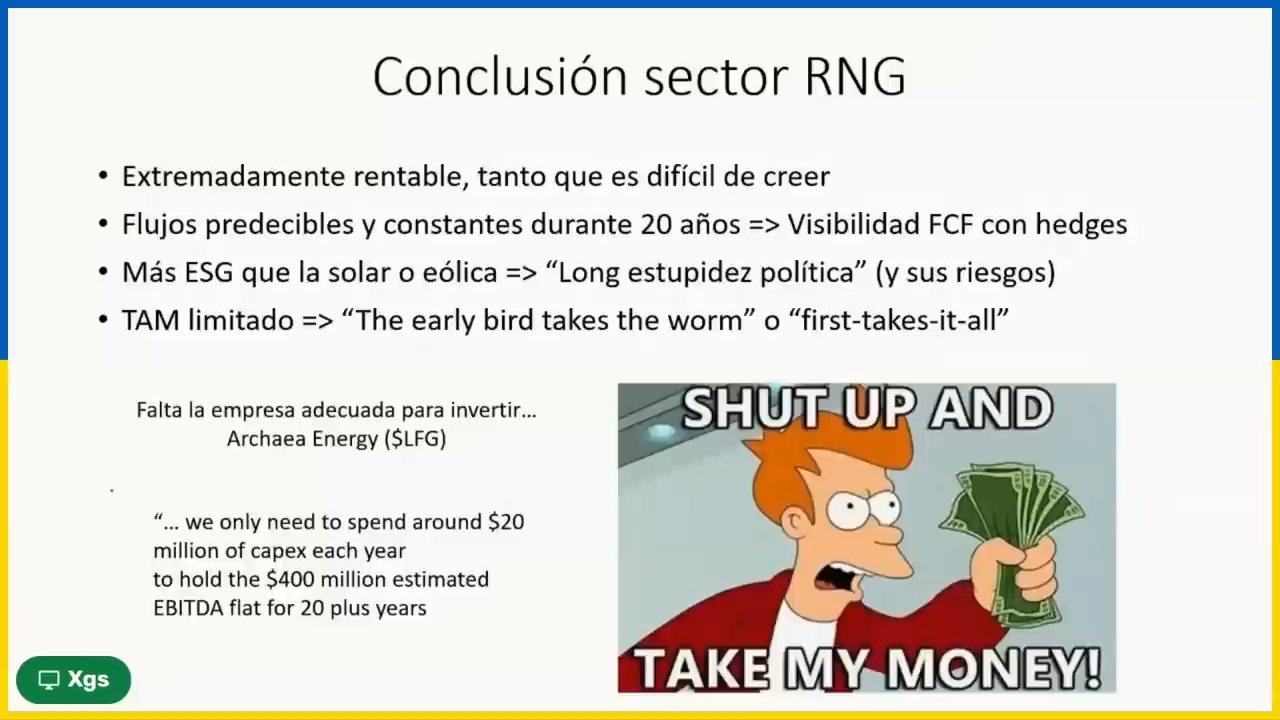 Conclusión sector RNG
• Extremadamente rentable, tanto que es difícil de creer
• Flujos predecibles y constantes durante 20 años => Visibilidad FCF con hedges
• Más ESG que la solar o eólica => “Long estupidez política” (y sus riesgos)
• TAM limitado => “The early bird takes the worm” o “first-takes-it-all”
Falta la empresa adecuada para invertir…
Archaea Energy ($LFG)
“… we only need to spend around $20
million of capex each year
to hold the $400 million estimated
EBITDA flat for 20 plus years
SHUT UP AND
TAKE MY MONEY!
Xgs